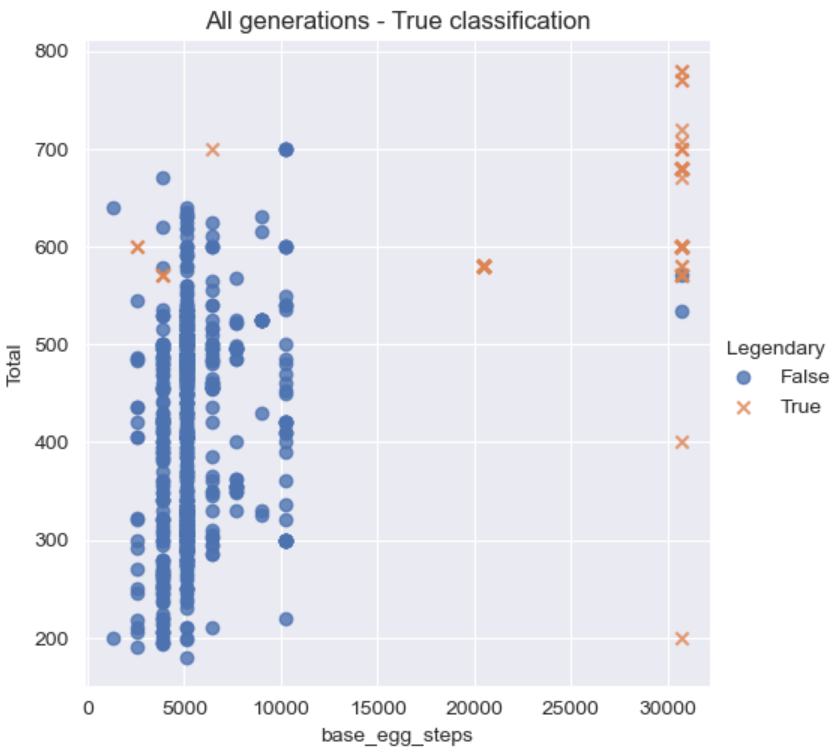 All generations - True classification
800
700
600
500
400
300
200
Total
0 5000 10000 15000 20000 25000 30000
base_egg_steps
Legendary
False
True